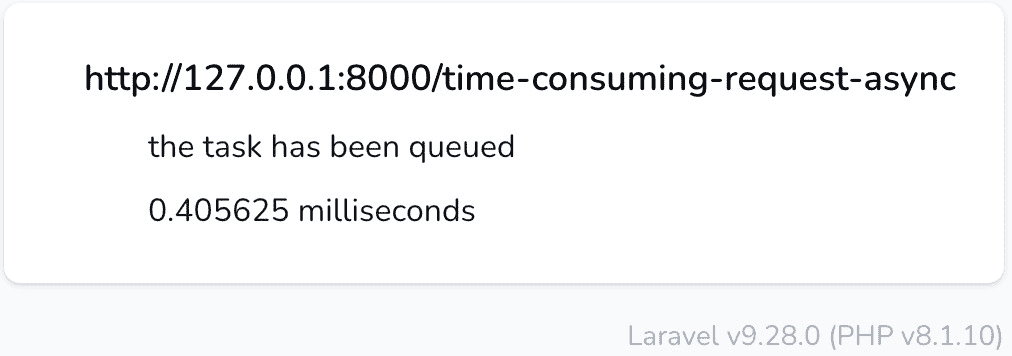 http://127.0.0.1:8000/time-consuming-request-async
the task has been queued
0.405625 milliseconds
Laravel v9.28.0 (PHP v8.1.10)